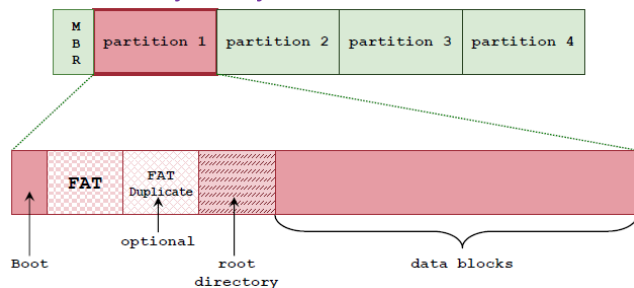 M
B
R
partition 1
partition 2
partition 3
partition 4
FAT
FAT
Duplicate
optional
Boot
root
directory
data blocks